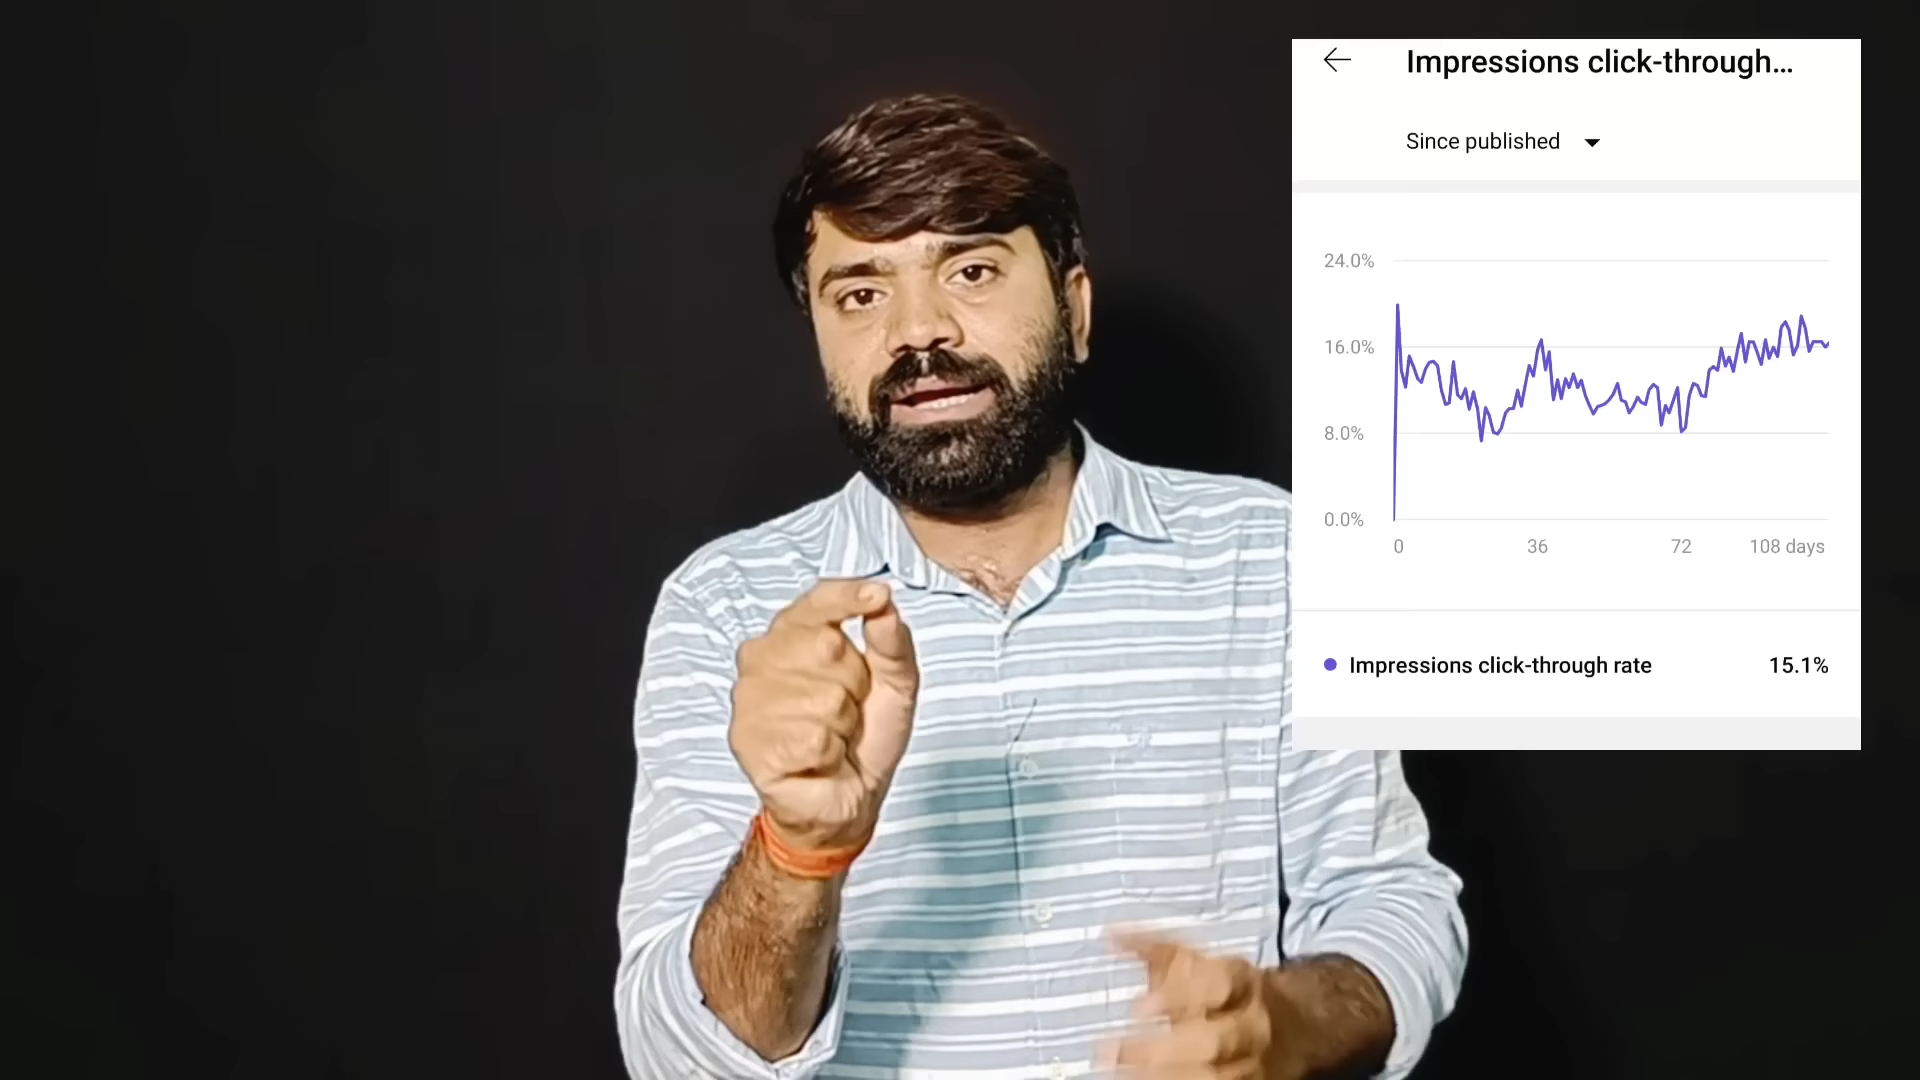 Impressions click-through...
Since published
24.0%
16.0%
8.0%
0.0%
0 36 72 108 days
Impressions click-through rate 15.1%